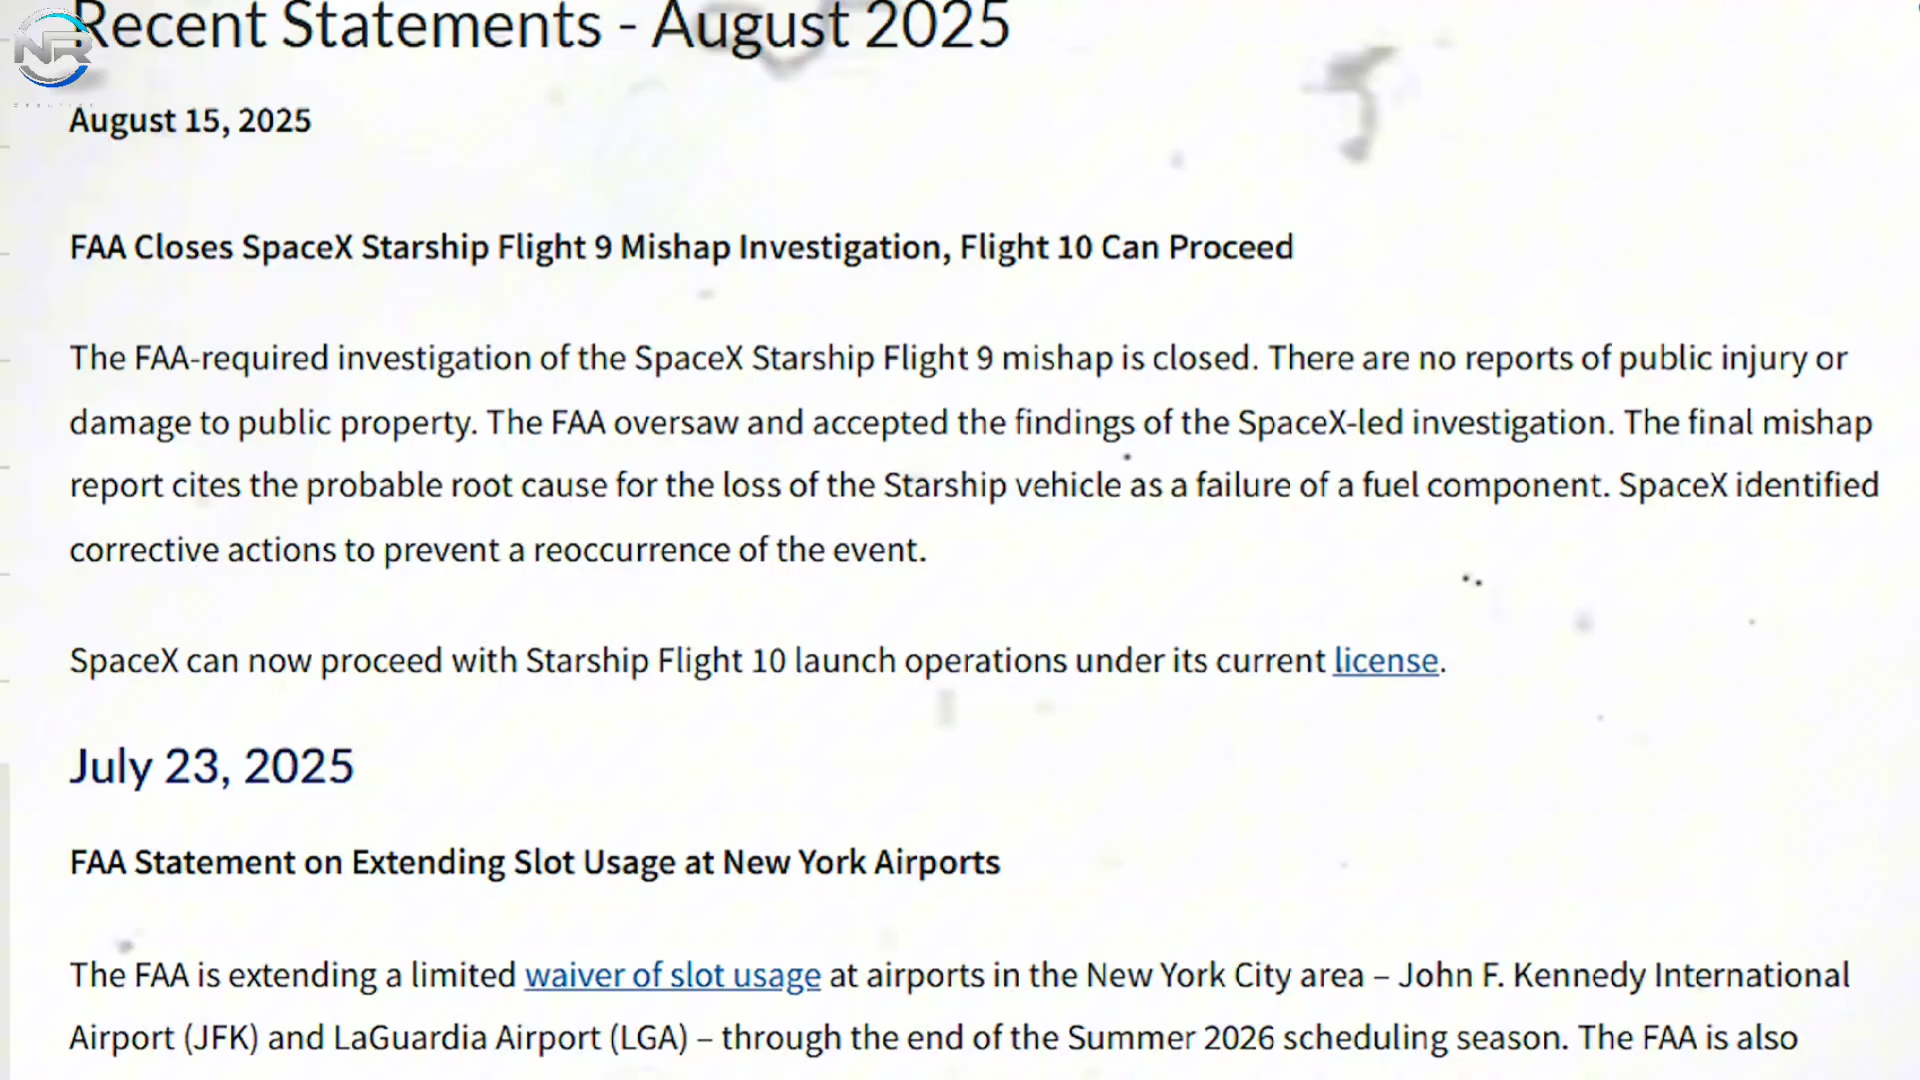 NR
Recent Statements - August 2025
August 15, 2025
FAA Closes SpaceX Starship Flight 9 Mishap Investigation, Flight 10 Can Proceed
The FAA-required investigation of the SpaceX Starship Flight 9 mishap is closed. There are no reports of public injury or
damage to public property. The FAA oversaw and accepted the findings of the SpaceX-led investigation. The final mishap
report cites the probable root cause for the loss of the Starship vehicle as a failure of a fuel component. SpaceX identified
corrective actions to prevent a reoccurrence of the event.
SpaceX can now proceed with Starship Flight 10 launch operations under its current license.
July 23, 2025
FAA Statement on Extending Slot Usage at New York Airports
The FAA is extending a limited waiver of slot usage at airports in the New York City area – John F. Kennedy International
Airport (JFK) and LaGuardia Airport (LGA) – through the end of the Summer 2026 scheduling season. The FAA is also